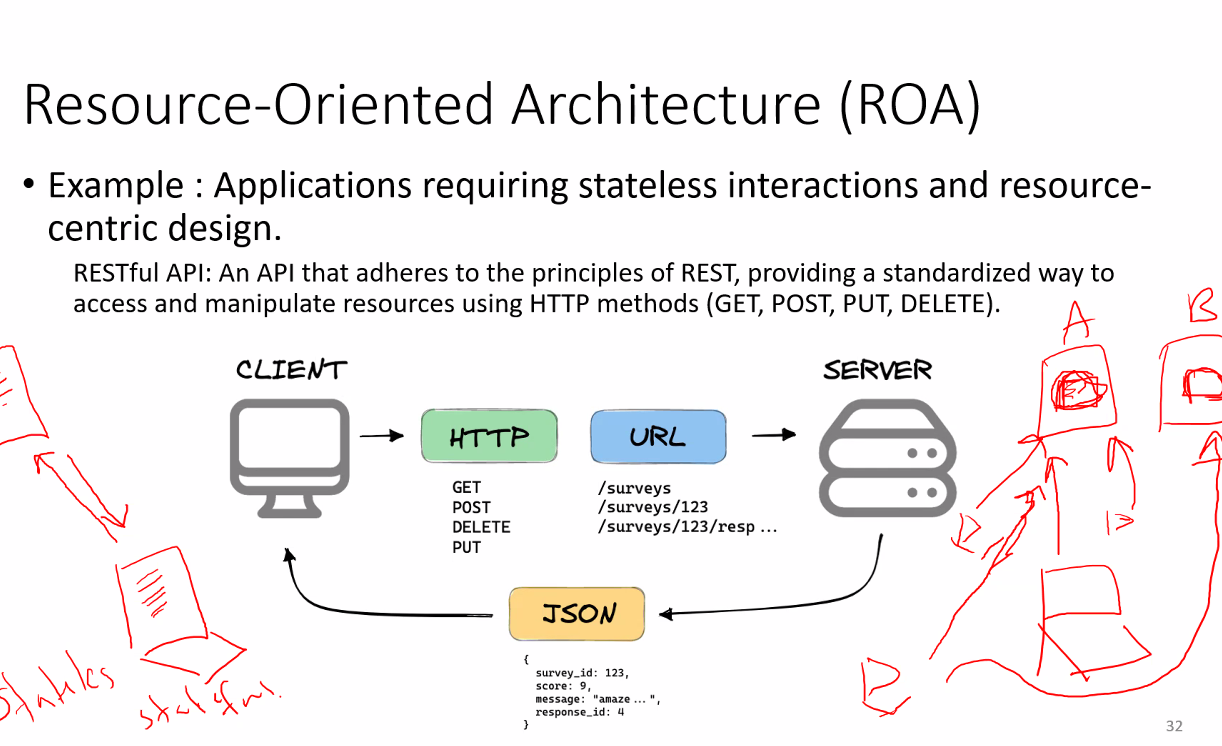 Resource-Oriented Architecture (ROA)
• Example : Applications requiring stateless interactions and resource-
centric design.
RESTful API: An API that adheres to the principles of REST, providing a standardized way to
access and manipulate resources using HTTP methods (GET, POST, PUT, DELETE).
A
B
CLIENT
SERVER
HTTP
URL
GET
POST
DELETE
PUT
/surveys
/surveys/123
/surveys/123/resp ...
JSON
{
survey_id: 123,
score: 9,
message: "amaze ... ",
response_id: 4
}
32